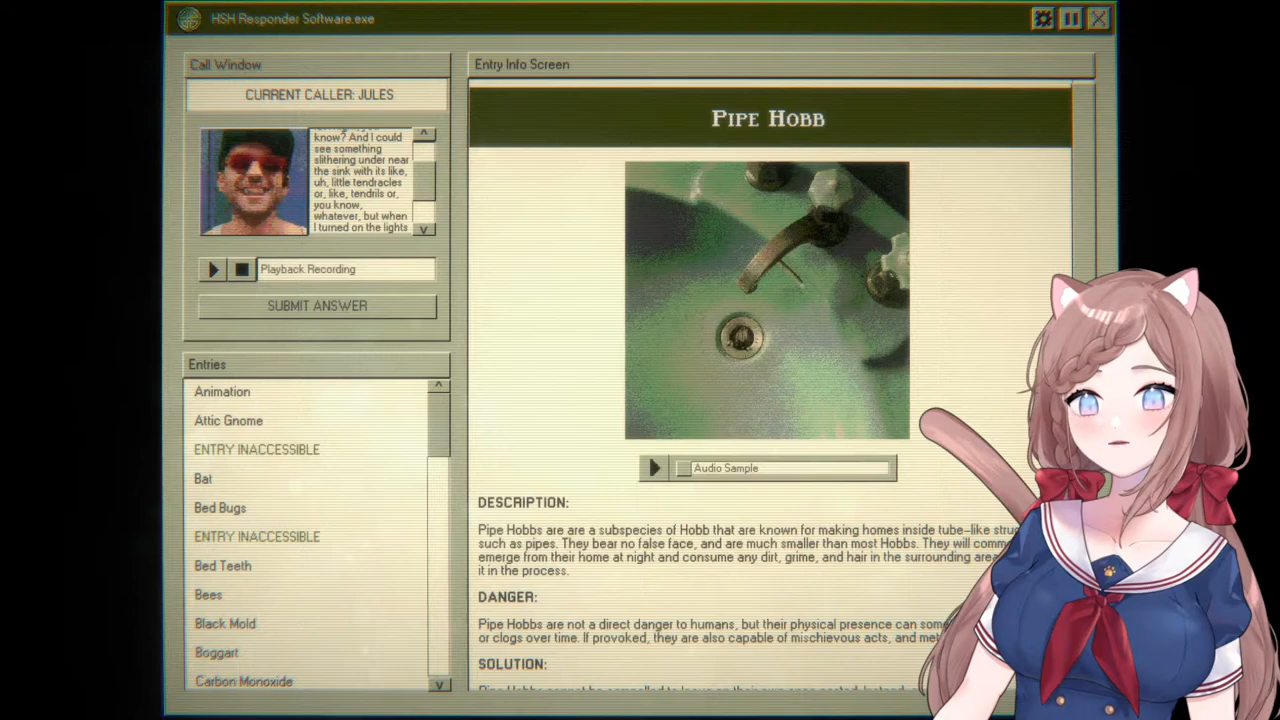 HSH Responder Software.exe
Call Window
CURRENT CALLER: JULES
know? And I could
see something
slithering under near
the sink with its like,
uh, little tendracles
or, like, tendrils or,
you know,
whatever, but when
I turned on the lights
Playback Recording
SUBMIT ANSWER
Entries
Animation
Attic Gnome
ENTRY INACCESSIBLE
Bat
Bed Bugs
ENTRY INACCESSIBLE
Bed Teeth
Bees
Black Mold
Boggart
Carbon Monoxide
Entry Info Screen
Pipe Hobb
Audio Sample
DESCRIPTION:
Pipe Hobbs are are a subspecies of Hobb that are known for making homes inside tube-like
such as pipes. They bear no false face, and are much smaller than most Hobbs. They will
emerge from their home at night and consume any dirt, grime, and hair in the surrounding
it in the process.
DANGER:
Pipe Hobbs are not a direct danger to humans, but their physical presence can
or clogs over time. If provoked, they are also capable of mischievous acts, and
SOLUTION: